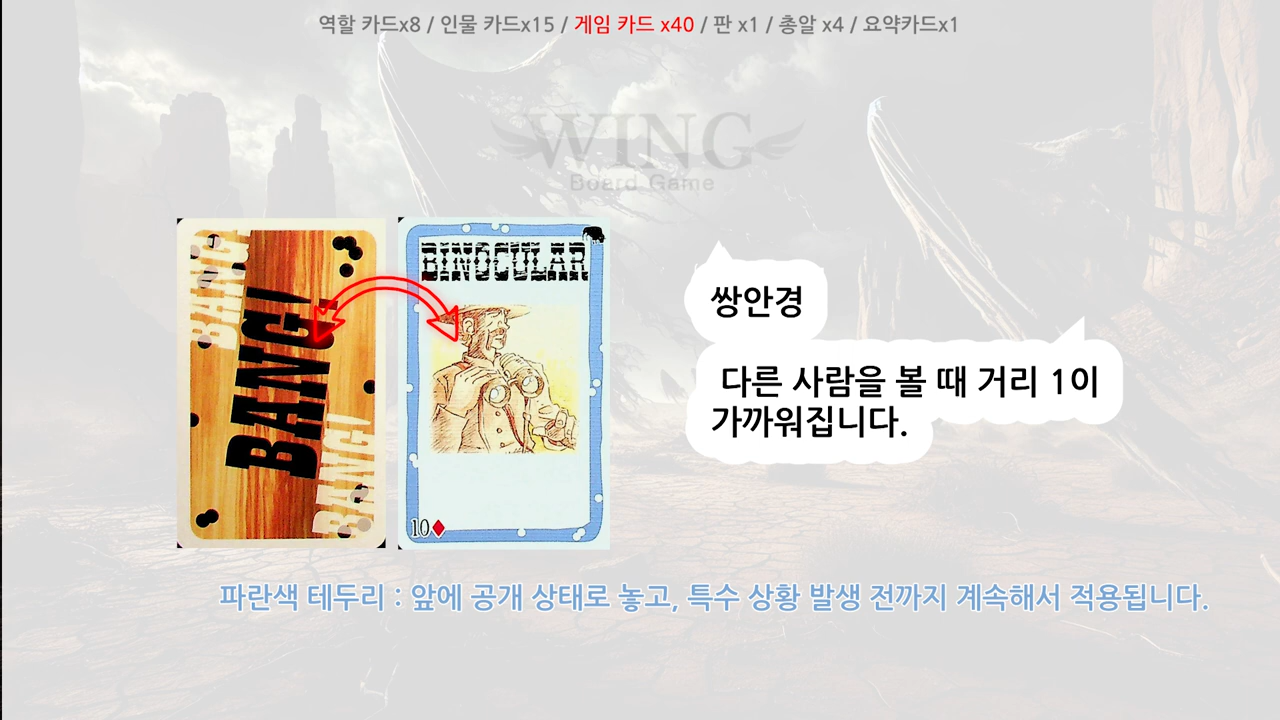 역할 카드x8 / 인물 카드x15 / 게임 카드 x40 / 판 x1 / 총알 x4 / 요약카드x1
WING
Board Game
BANG!
BANG!
BANG!
BINOCULAR
10♦
쌍안경
다른 사람을 볼 때 거리 1이
가까워집니다.
파란색 테두리 : 앞에 공개 상태로 놓고, 특수 상황 발생 전까지 계속해서 적용됩니다.